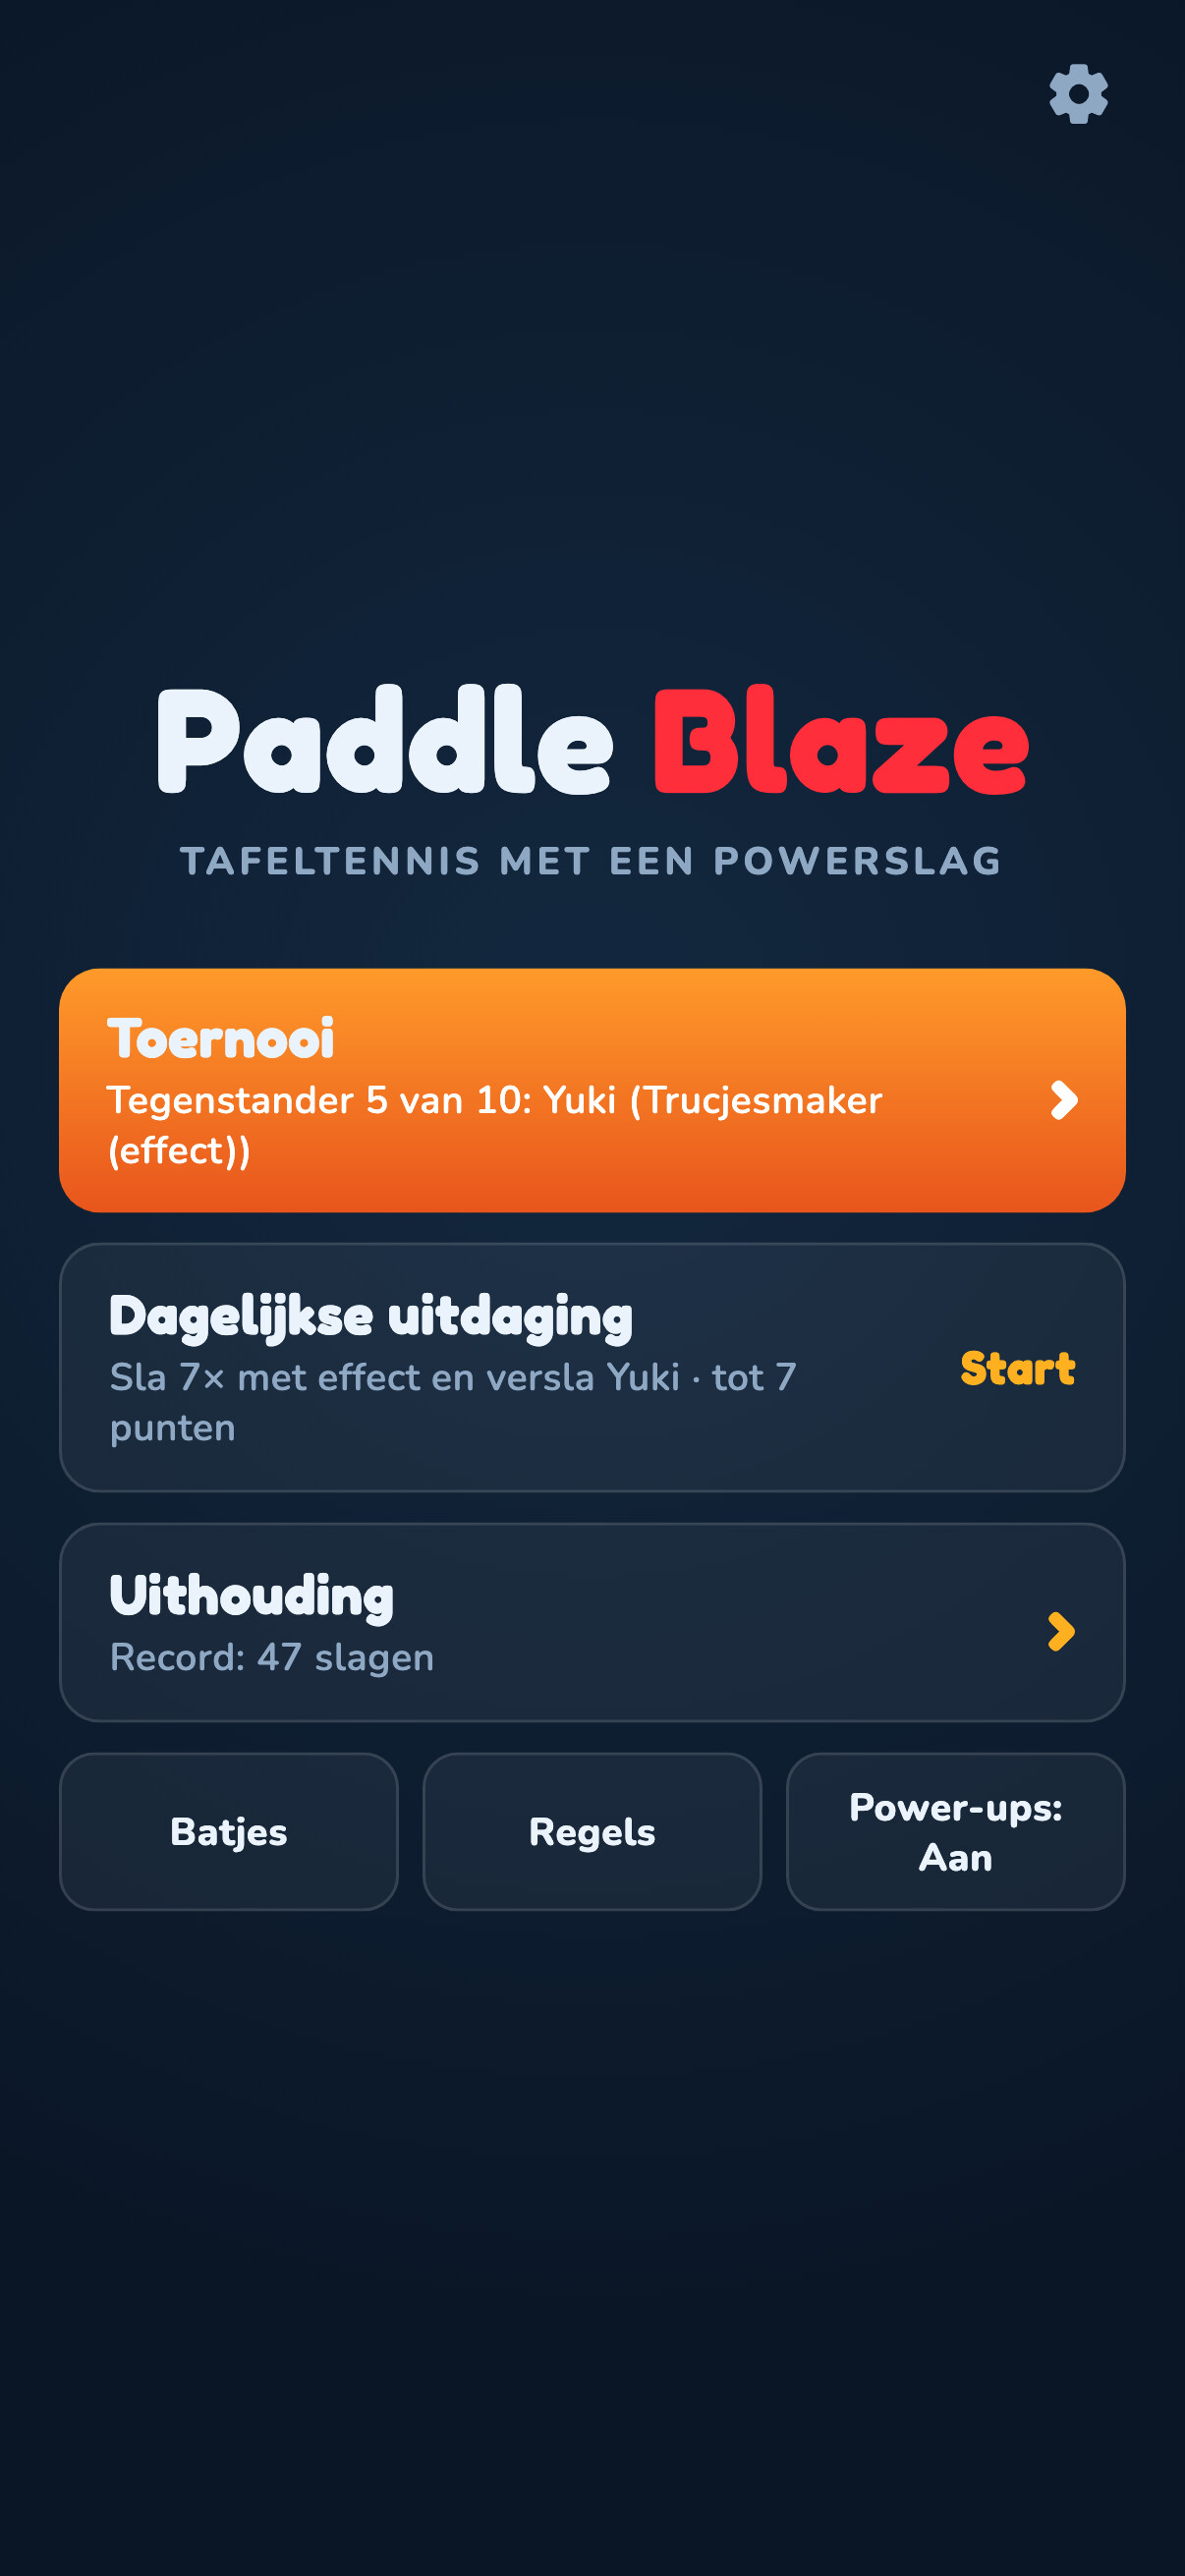 Paddle Blaze
TAFELTENNIS MET EEN POWERSLAG
Toernooi
Tegenstander 5 van 10: Yuki (Trucjesmaker
(effect))
Dagelijkse uitdaging
Sla 7× met effect en versla Yuki · tot 7
punten
Start
Uithouding
Record: 47 slagen
Batjes
Regels
Power-ups:
Aan